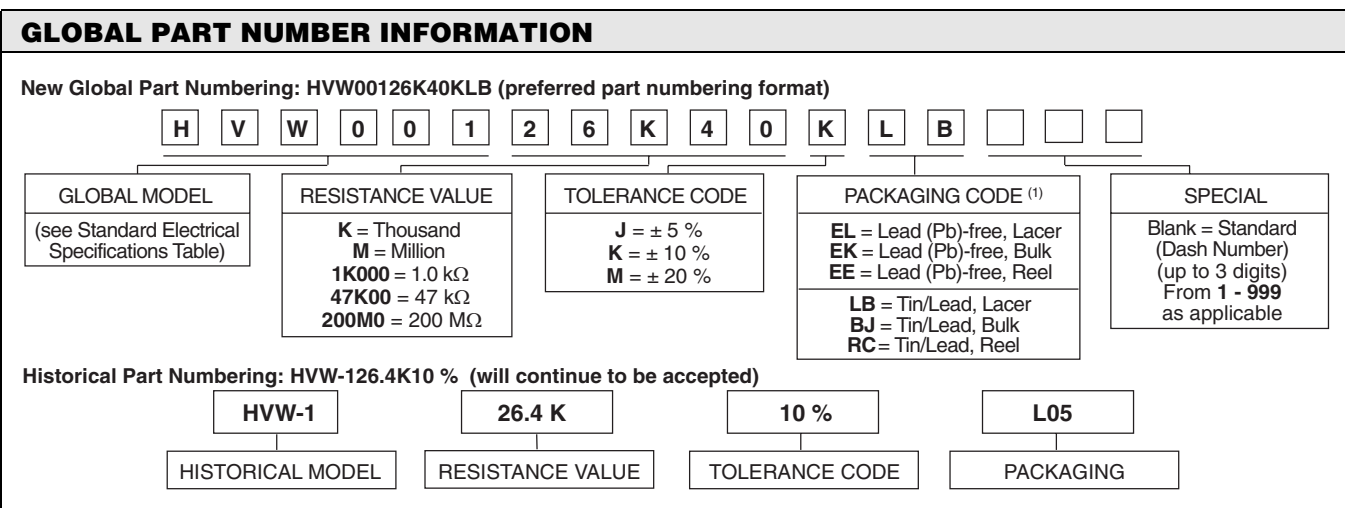 GLOBAL PART NUMBER INFORMATION
New Global Part Numbering: HVW00126K40KLB (preferred part numbering format)
H V W 0 0 1 2 6 K 4 0 K L B
GLOBAL MODEL
(see Standard Electrical
Specifications Table)
RESISTANCE VALUE
K = Thousand
M = Million
1K000 = 1.0 kΩ
47K00 = 47 kΩ
200M0 = 200 MΩ
TOLERANCE CODE
J = ± 5 %
K = ± 10 %
M = ± 20 %
PACKAGING CODE (1)
EL = Lead (Pb)-free, Lacer
EK = Lead (Pb)-free, Bulk
EE = Lead (Pb)-free, Reel
LB = Tin/Lead, Lacer
BJ = Tin/Lead, Bulk
RC = Tin/Lead, Reel
SPECIAL
Blank = Standard
(Dash Number)
(up to 3 digits)
From 1 - 999
as applicable
Historical Part Numbering: HVW-126.4K10 % (will continue to be accepted)
HVW-1 26.4 K 10 % L05
HISTORICAL MODEL RESISTANCE VALUE TOLERANCE CODE PACKAGING